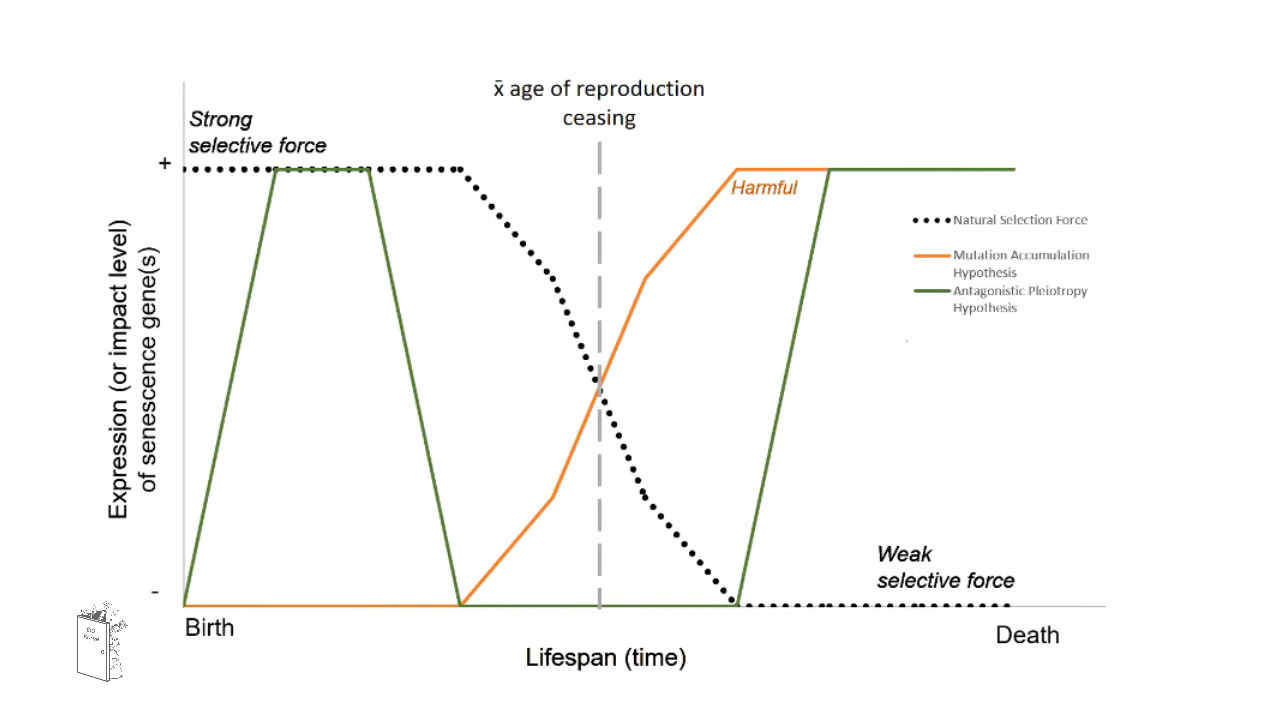 x̄ age of reproduction
ceasing
Strong
selective force
+
Harmful
Natural Selection Force
Mutation Accumulation
Hypothesis
Antagonistic Pleiotropy
Hypothesis
Expression (or impact level)
of senescence gene(s)
Weak
selective force
-
Birth
Death
Lifespan (time)